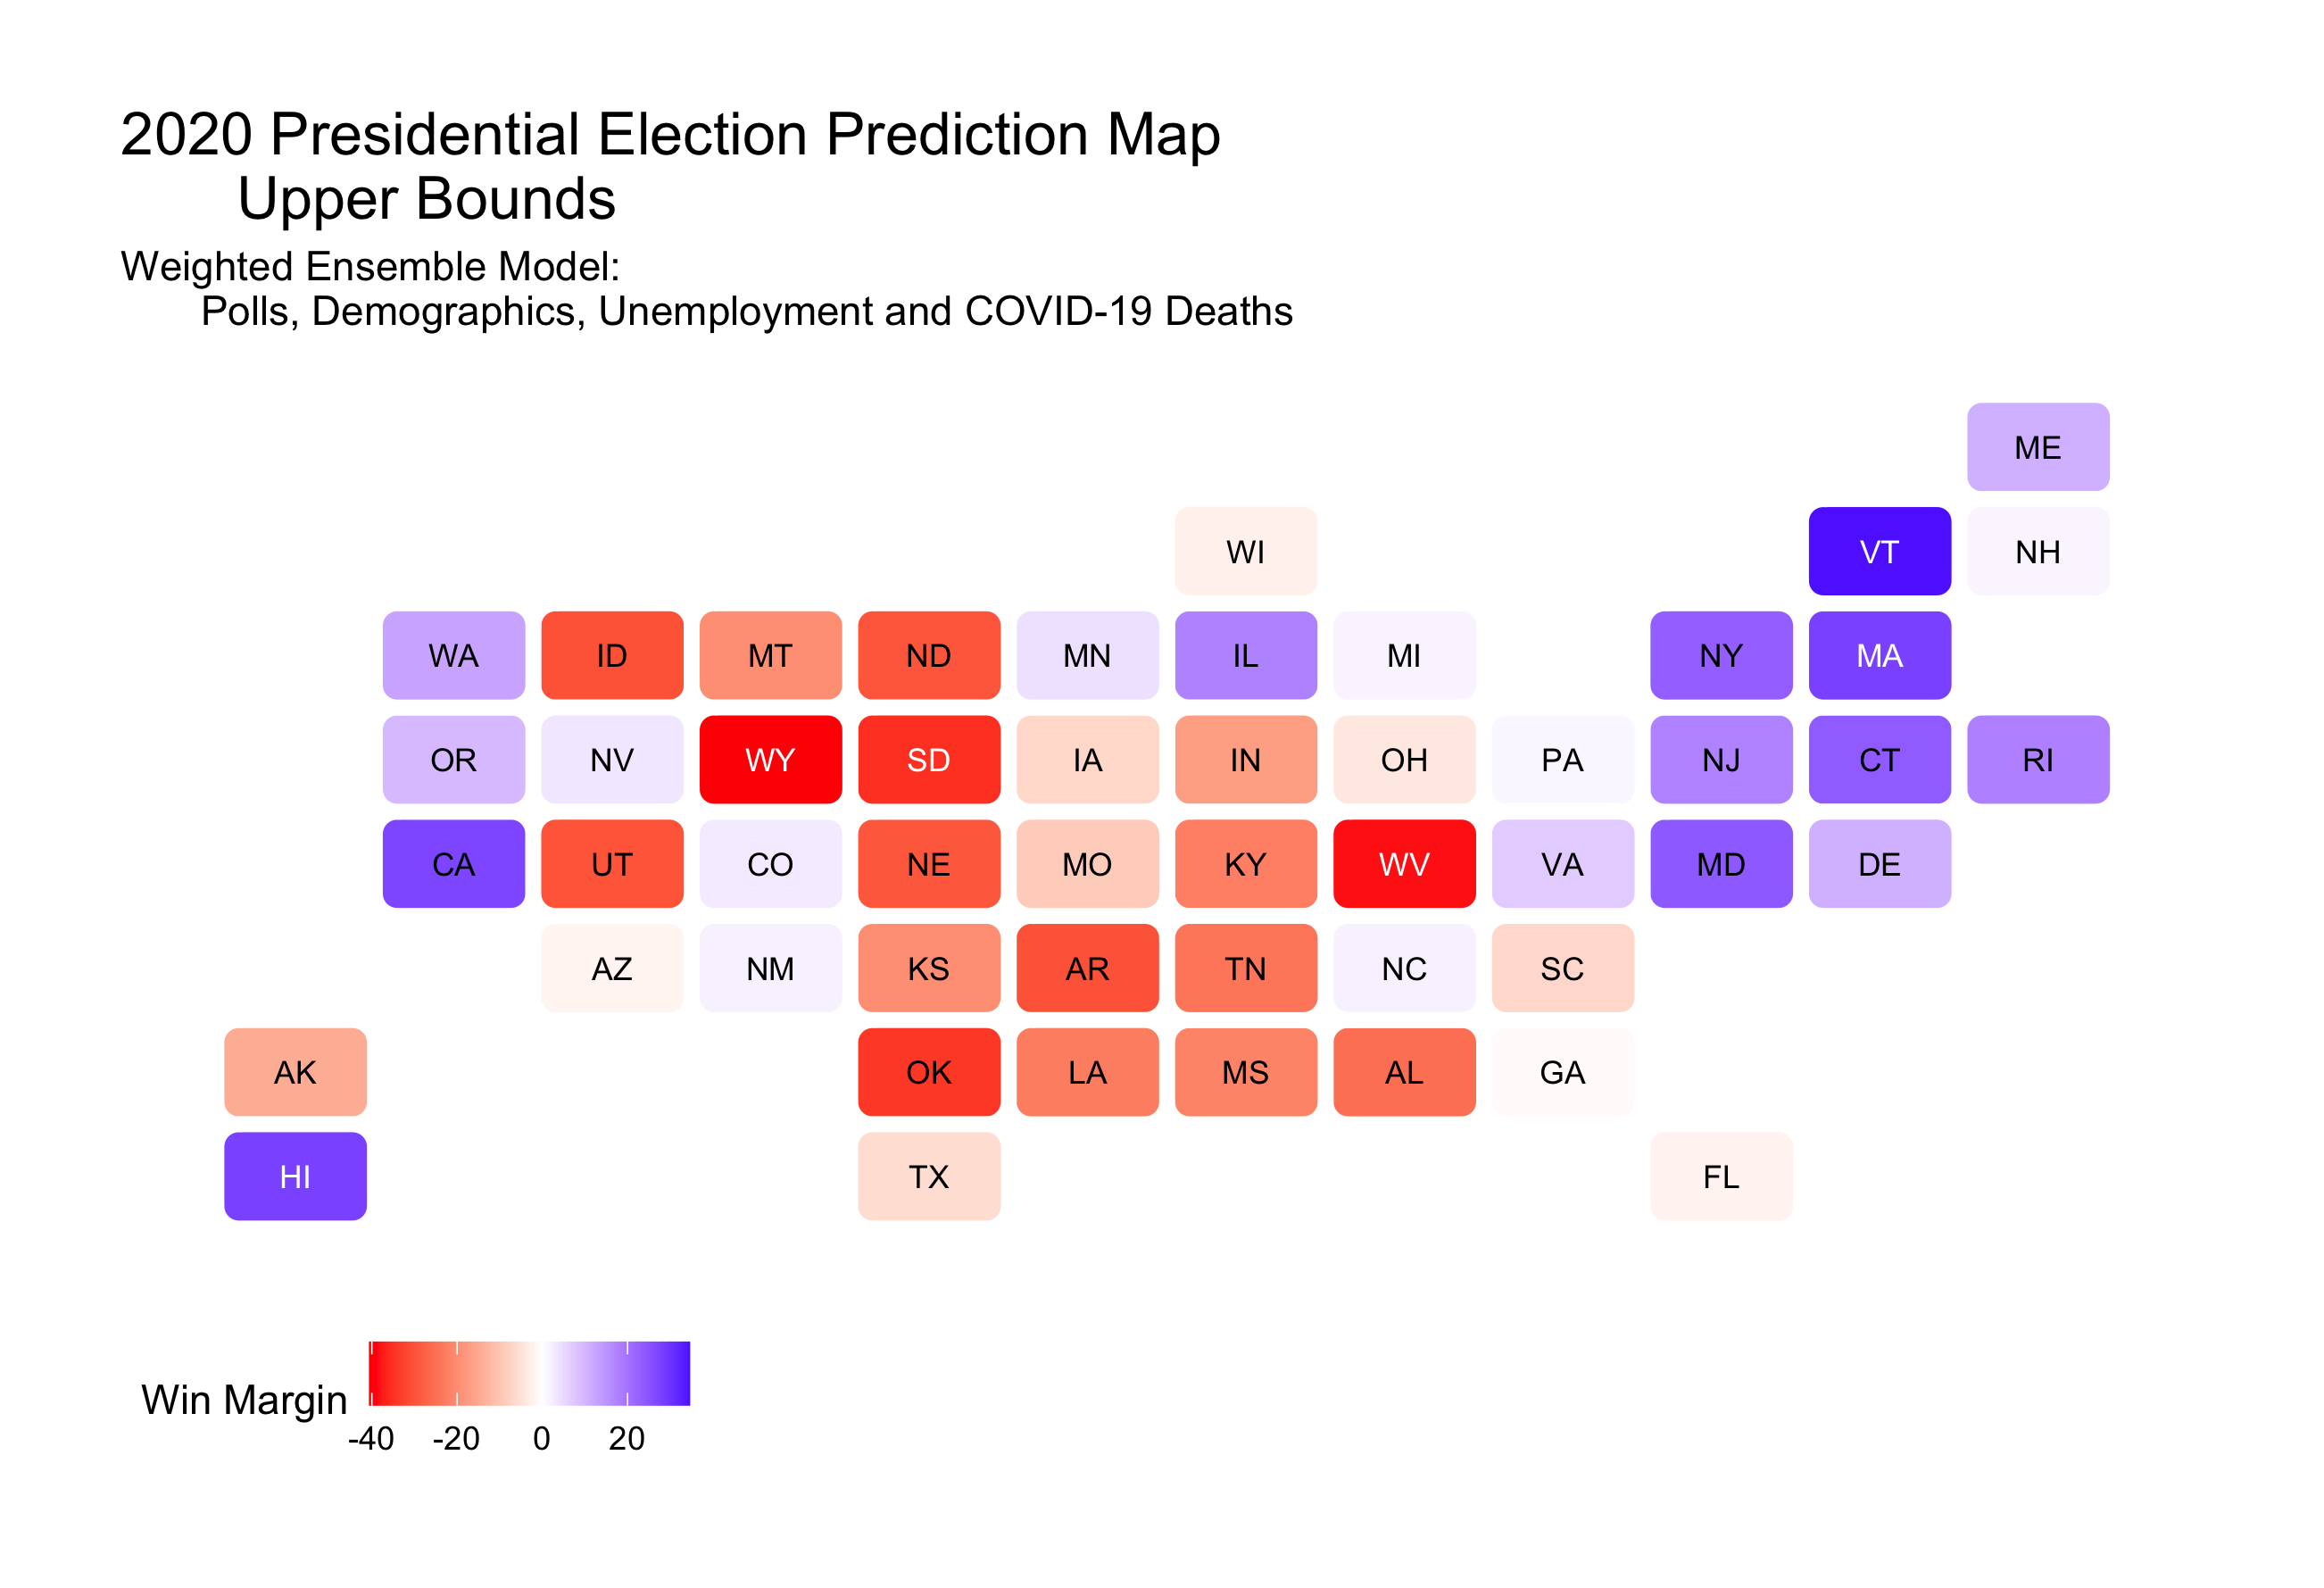 2020 Presidential Election Prediction Map
Upper Bounds
Weighted Ensemble Model:
Polls, Demographics, Unemployment and COVID-19 Deaths
ME
WI VT NH
WA ID MT ND MN IL MI NY MA
OR NV WY SD IA IN OH PA NJ CT RI
CA UT CO NE MO KY WV VA MD DE
AZ NM KS AR TN NC SC
AK OK LA MS AL GA
HI TX FL
Win Margin
-40 -20 0 20